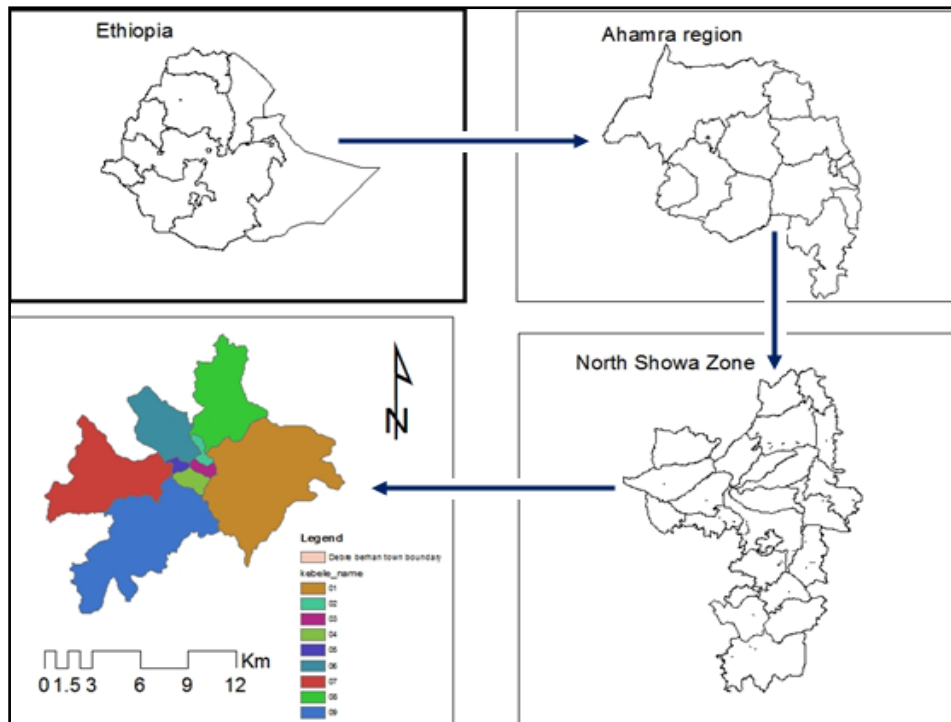 Ethiopia
Ahamra region
North Showa Zone
N
Legend
Debre berhan town boundary
kebele_name
01
02
03
04
05
06
07
08
09
Km
0 1.5 3 6 9 12